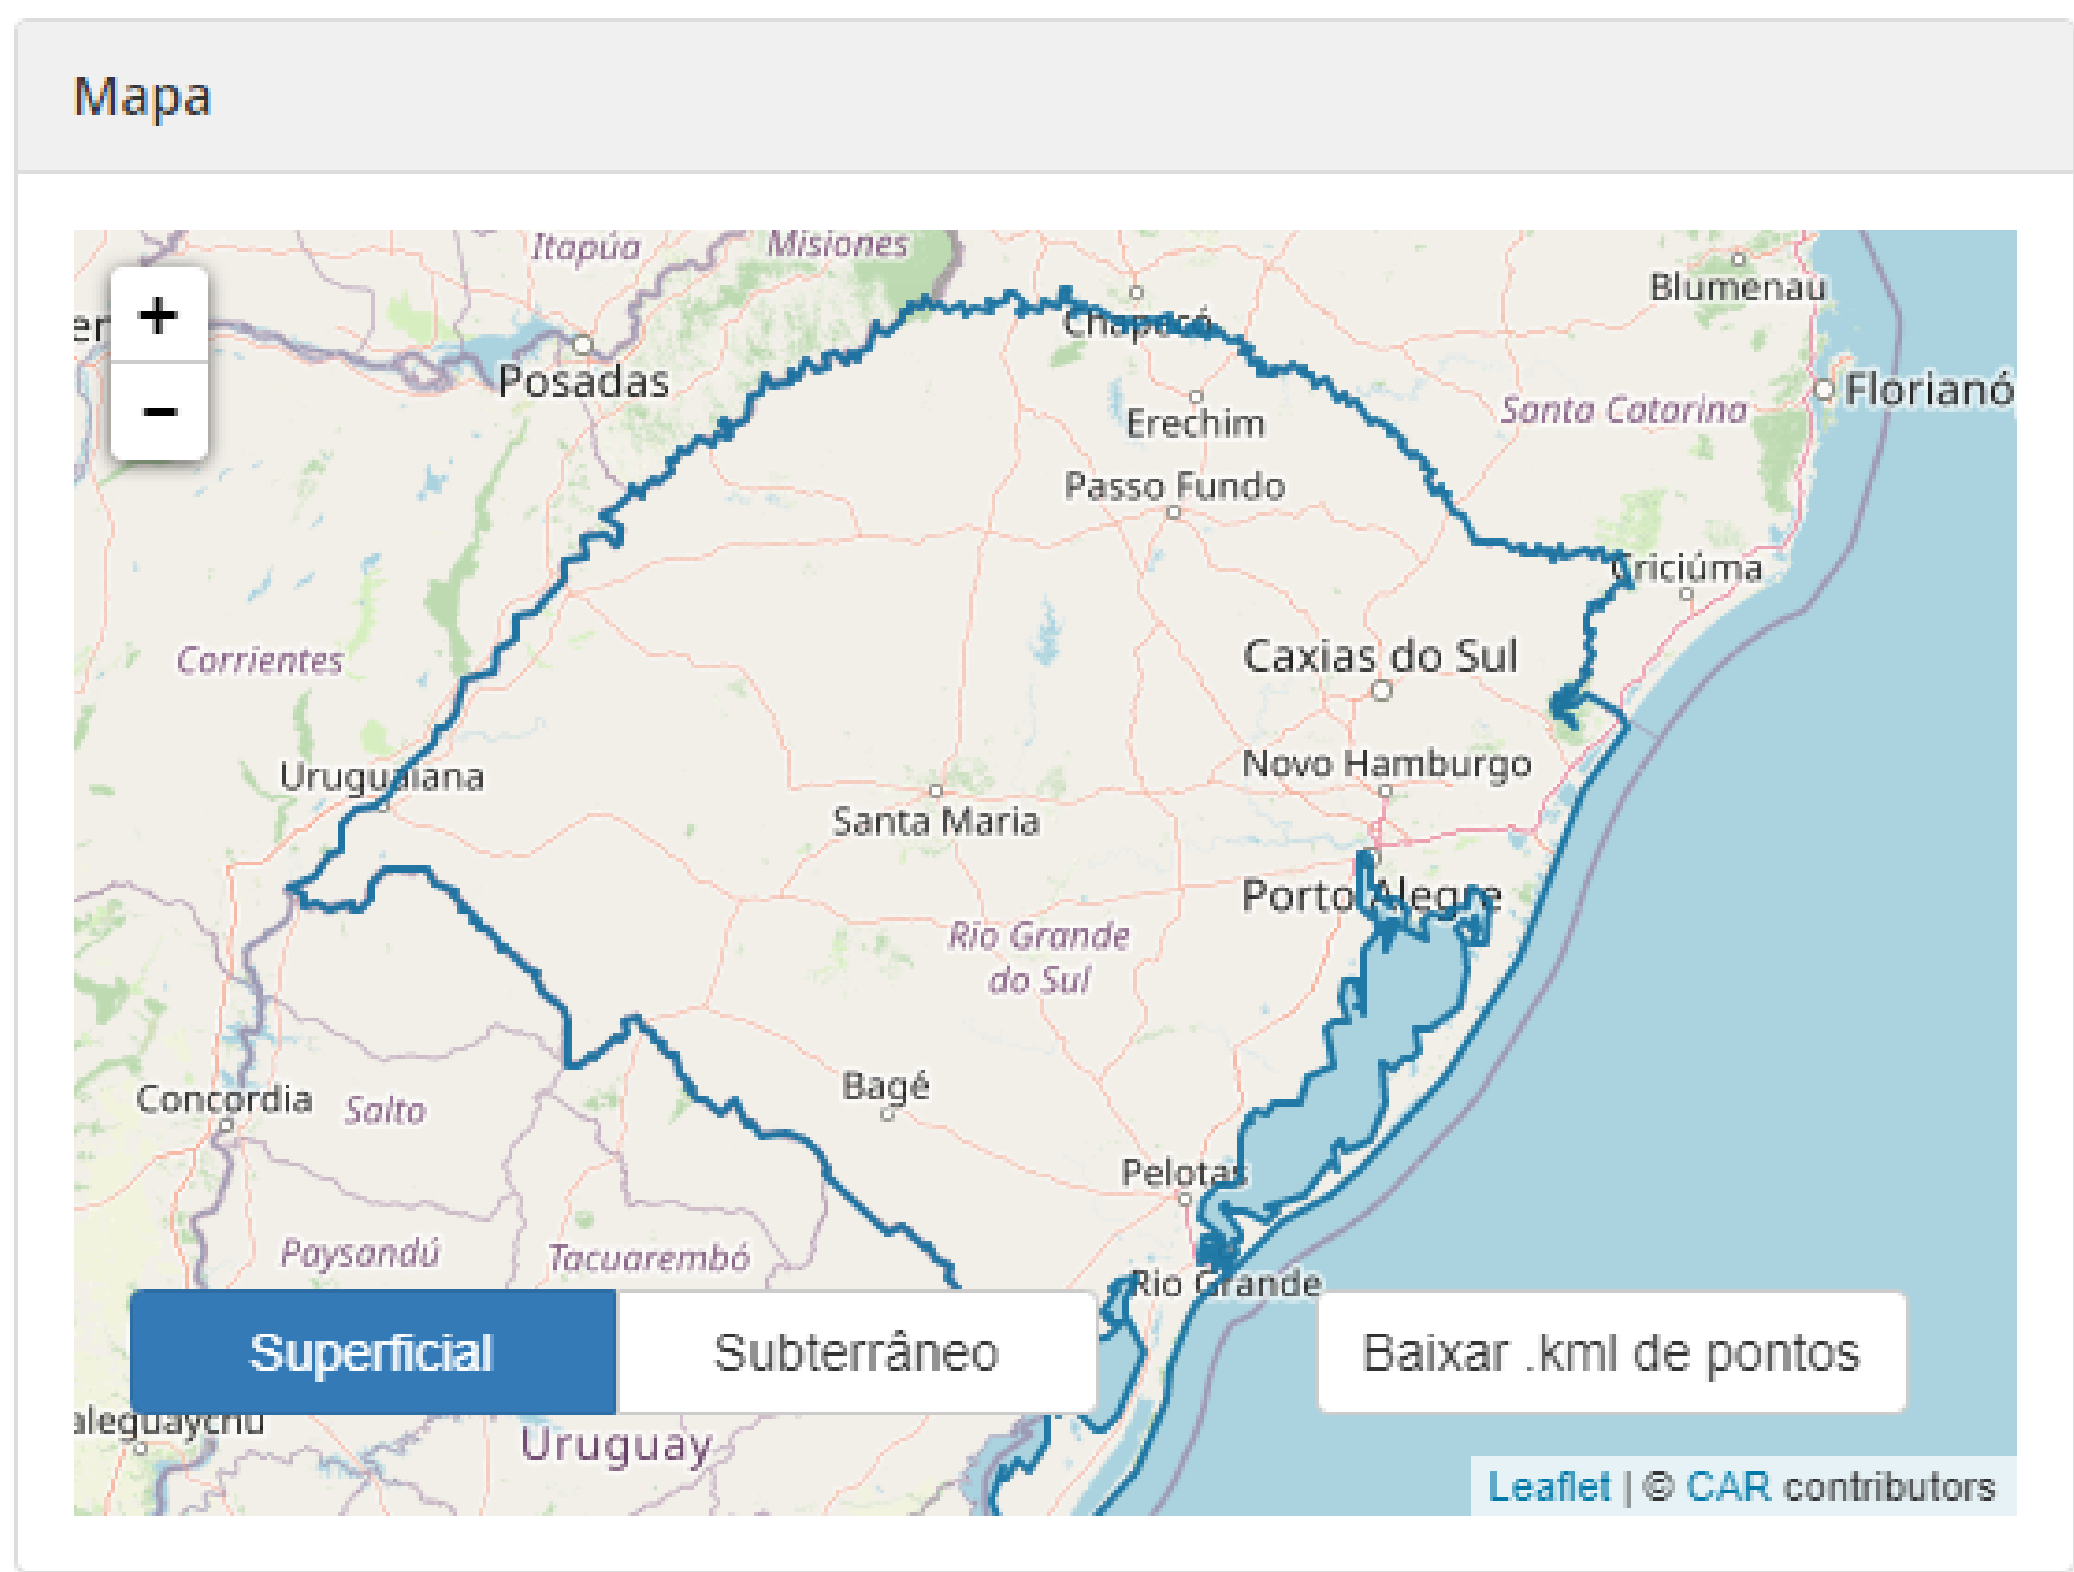 Mapa
Itapúa
Misiones
Blumenau
+
−
Chapecó
Posadas
Florianó
Santa Catarina
Erechim
Passo Fundo
Criciúma
Corrientes
Caxias do Sul
Uruguaiana
Novo Hamburgo
Santa Maria
Porto Alegre
Rio Grande
do Sul
Bagé
Concordia
Salto
Pelotas
Paysandú
Tacuarembó
Rio Grande
Superficial
Subterrâneo
Baixar .kml de pontos
aleguaychú
Uruguay
Leaflet | © CAR contributors